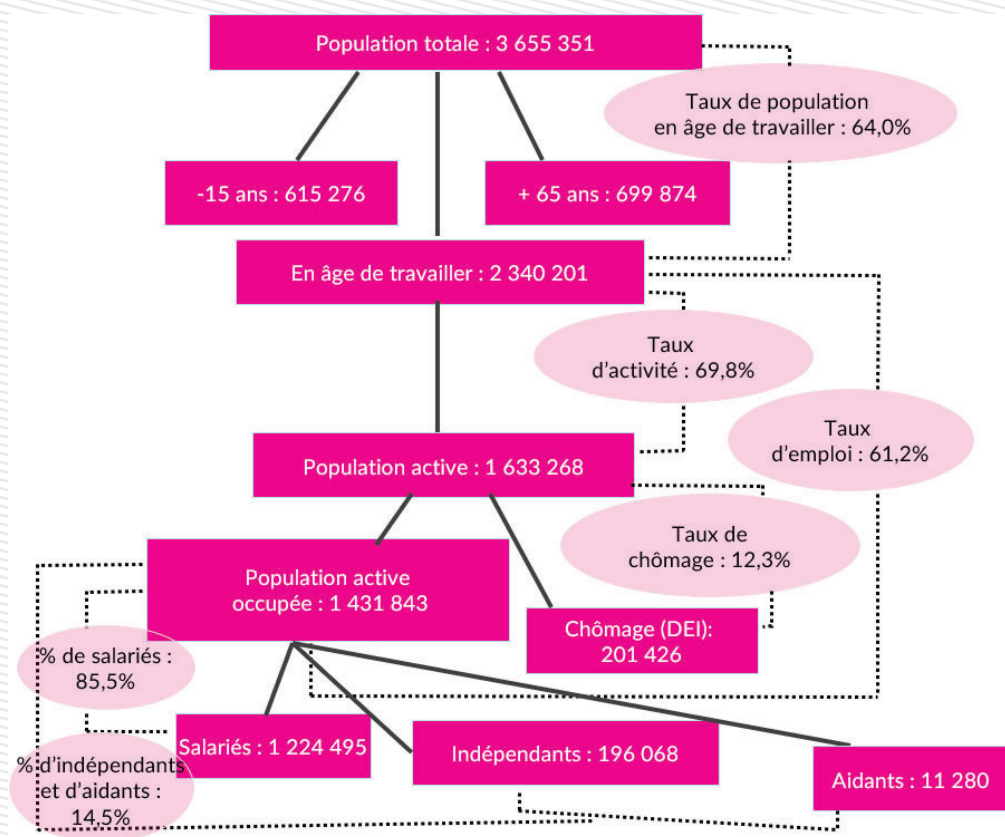 Population totale : 3 655 351
Taux de population
en âge de travailler : 64,0%
-15 ans : 615 276
+ 65 ans : 699 874
En âge de travailler : 2 340 201
Taux
d’activité : 69,8%
Taux
d’emploi : 61,2%
Population active : 1 633 268
Taux de
chômage : 12,3%
Population active
occupée : 1 431 843
Chômage (DEI):
201 426
% de salariés :
85,5%
Salariés : 1 224 495
Indépendants : 196 068
Aidants : 11 280
% d’indépendants
et d’aidants :
14,5%